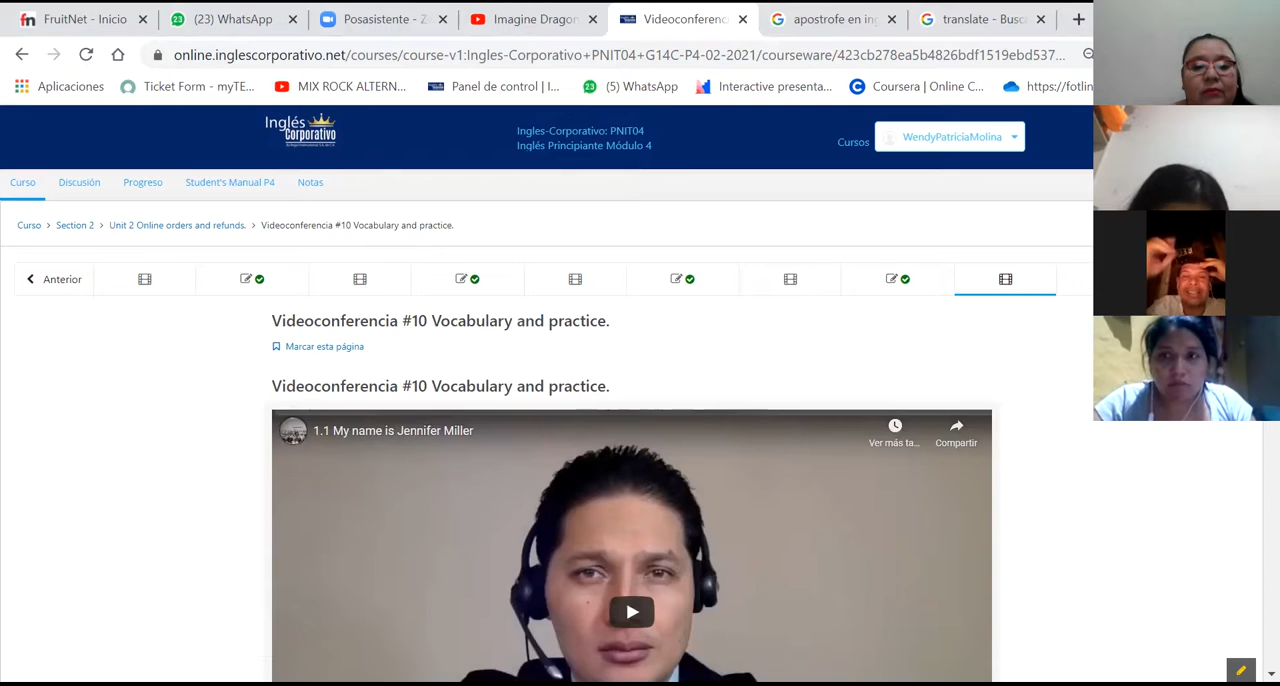 FruitNet - Inicio
(23) WhatsApp
Posasistente - Z
Imagine Dragon
Videoconferenc
apostrofe en in
translate - Busc
online.inglescorporativo.net/courses/course-v1:Ingles-Corporativo+PNIT04+G14C-P4-02-2021/courseware/423cb278ea5b4826bdf1519ebd537...
Aplicaciones
Ticket Form - myTE...
MIX ROCK ALTERN...
Panel de control | I...
(5) WhatsApp
Interactive presenta...
Coursera | Online C...
https://fotlin
Inglés
Corporativo
Ingles-Corporativo: PNIT04
Inglés Principiante Módulo 4
Cursos
WendyPatriciaMolina
Curso
Discusión
Progreso
Student's Manual P4
Notas
Curso > Section 2 > Unit 2 Online orders and refunds. > Videoconferencia #10 Vocabulary and practice.
Anterior
Videoconferencia #10 Vocabulary and practice.
Marcar esta página
Videoconferencia #10 Vocabulary and practice.
1.1 My name is Jennifer Miller
Ver más ta...
Compartir